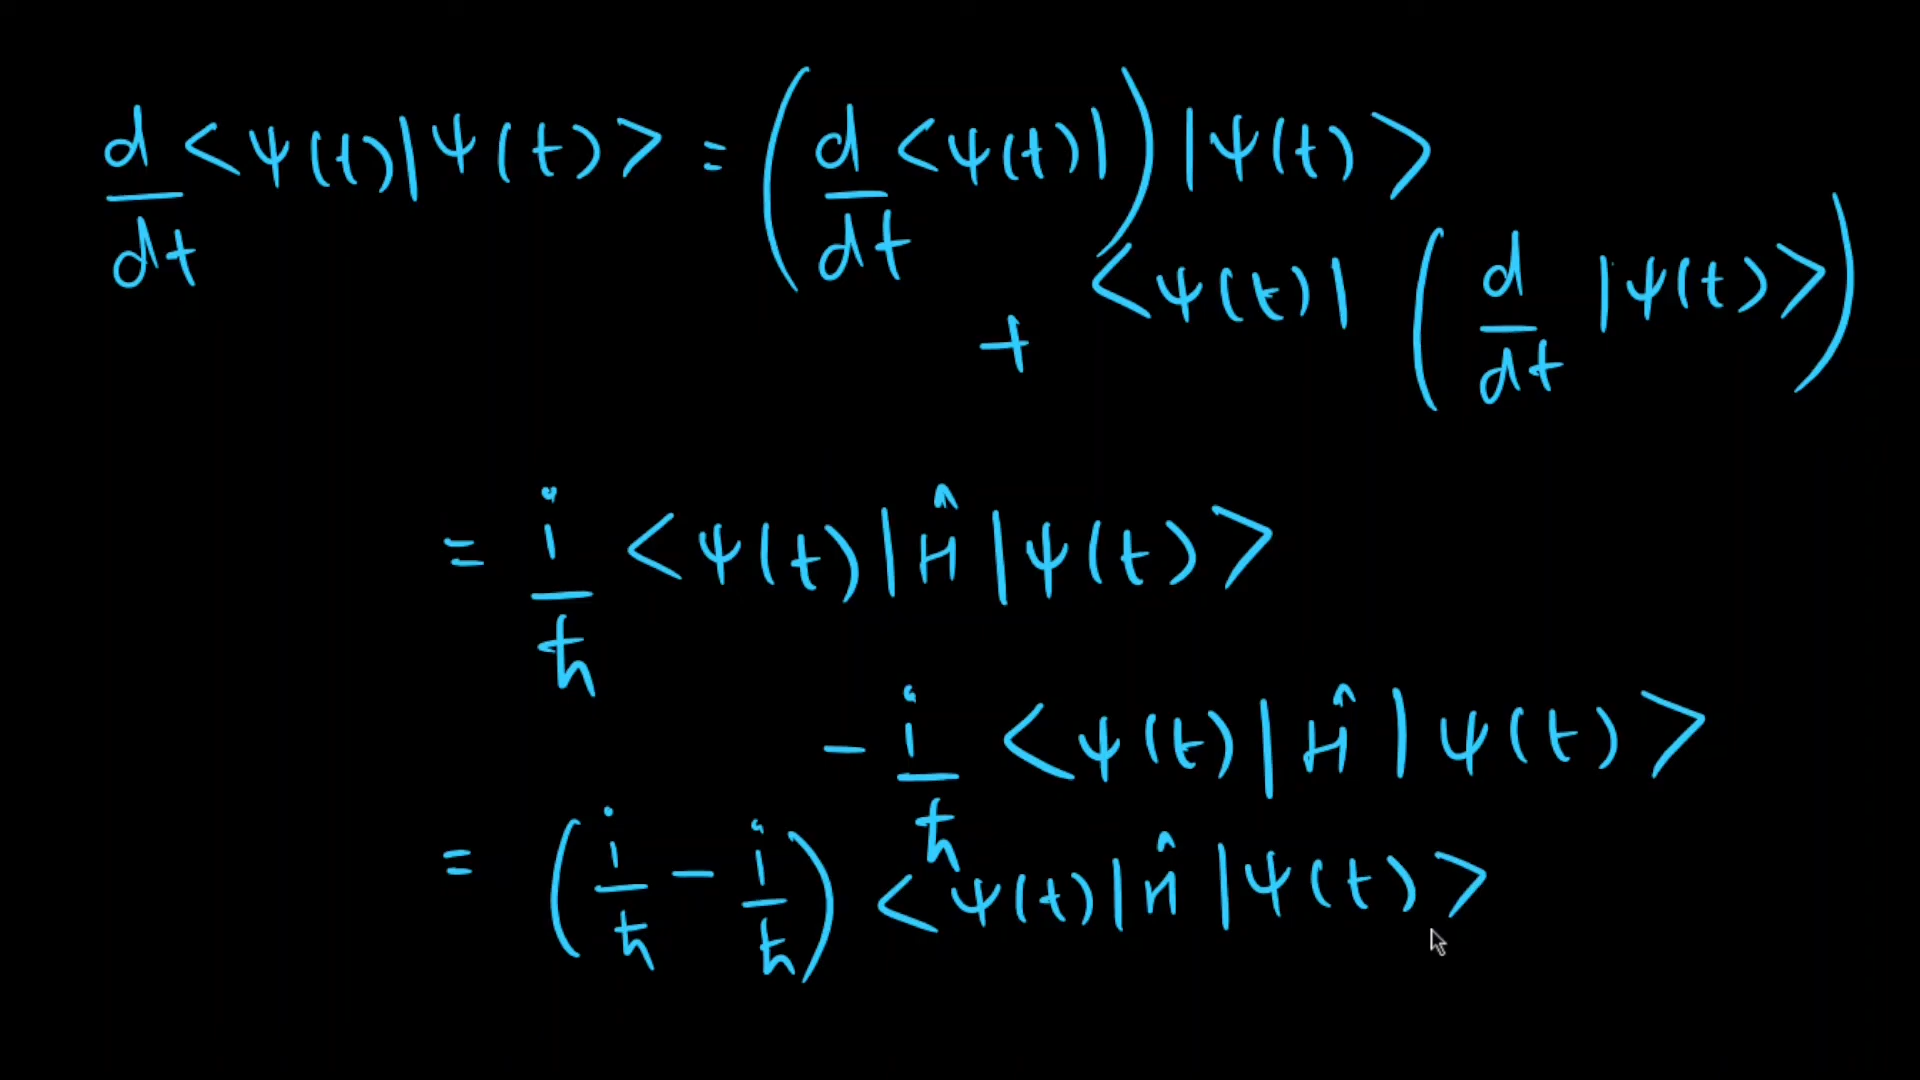 d/dt <ψ(t)|ψ(t)> = (d/dt <ψ(t)|) |ψ(t)>
+ <ψ(t)| (d/dt |ψ(t)>)
= i/ħ <ψ(t)|Ĥ|ψ(t)>
- i/ħ <ψ(t)|Ĥ|ψ(t)>
= (i/ħ - i/ħ) <ψ(t)|Ĥ|ψ(t)>